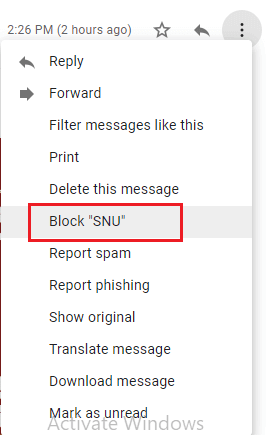 2:26 PM (2 hours ago)
Reply
Forward
Filter messages like this
Print
Delete this message
Block "SNU"
Report spam
Report phishing
Show original
Translate message
Download message
Mark as unread
Activate Windows